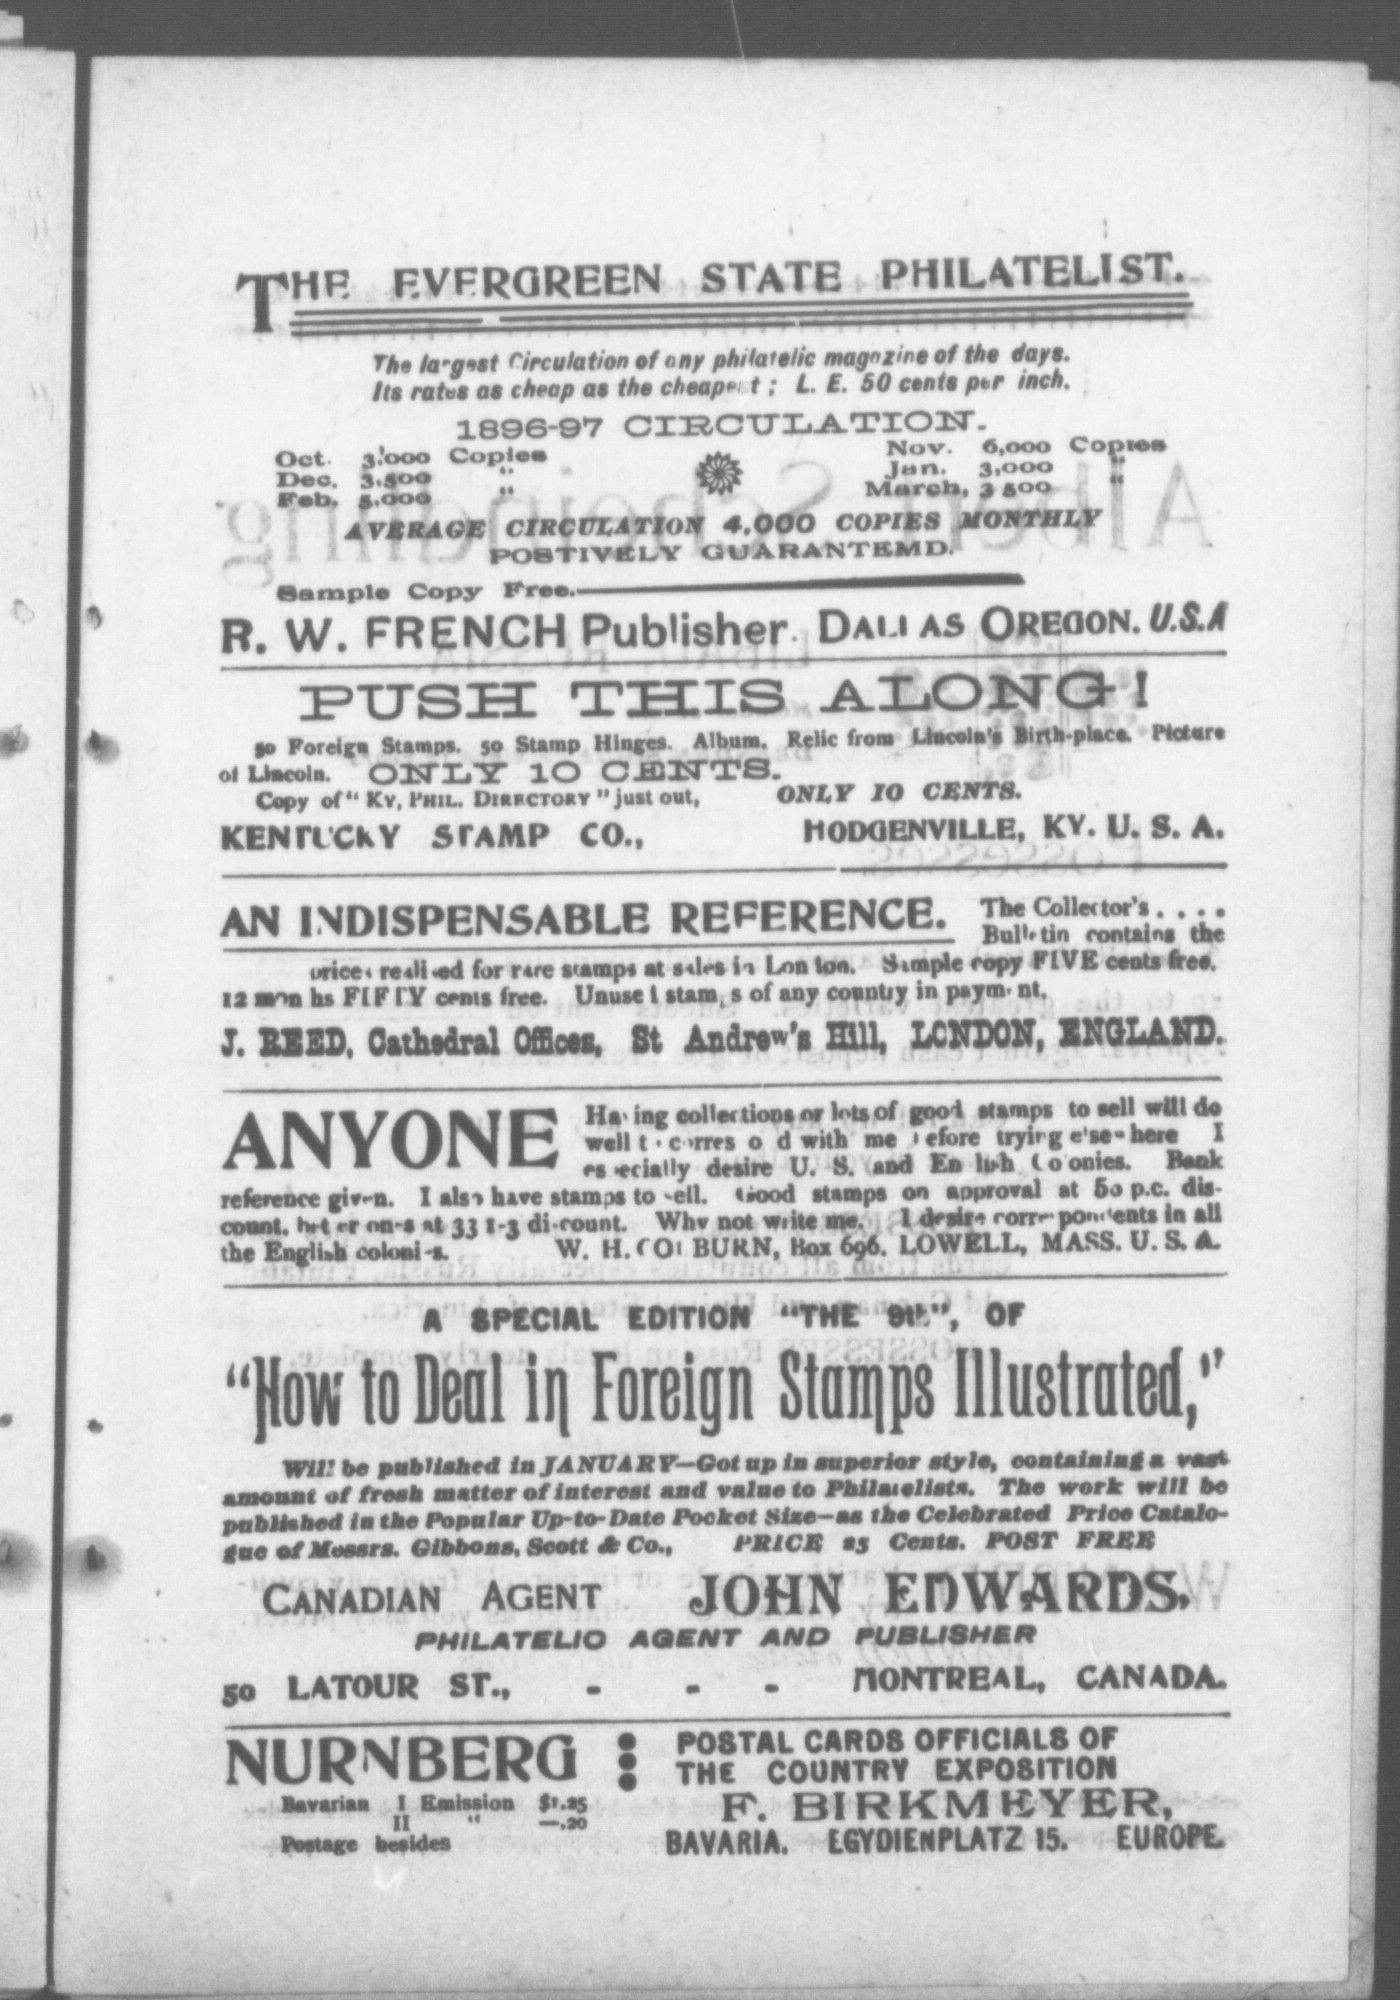 THE EVERGREEN STATE PHILATELIST.
The largest Circulation of any philatelic magazine of the days.
Its rates as cheap as the cheapest ; L. E. 50 cents per inch.
1896-97 CIRCULATION.
Oct. 3.000 Copies Nov. 6,000 Copies
Dec. 3.500 " Jan. 3,000 "
Feb. 5.000 " March, 3 500 "
AVERAGE CIRCULATION 4,000 COPIES MONTHLY
POSTIVELY GUARANTEMD.
Sample Copy Free.
R. W. FRENCH Publisher. DALLAS OREGON. U.S.A
PUSH THIS ALONG!
50 Foreign Stamps. 50 Stamp Hinges. Album. Relic from Lincoln's Birth-place. Picture
of Lincoln. ONLY 10 CENTS.
Copy of "KY, PHIL. DIRECTORY" just out, ONLY 10 CENTS.
KENTUCKY STAMP CO., HODGENVILLE, KY. U. S. A.
AN INDISPENSABLE REFERENCE. The Collector's . . . .
Bulletin contains the
prices realised for rare stamps at sales in London. Sample copy FIVE cents free.
12 months FIFTY cents free. Unused stamps of any country in payment.
J. REED, Cathedral Offices, St Andrew's Hill, LONDON, ENGLAND.
ANYONE Having collections or lots of good stamps to sell will do
well to correspond with me before trying elsewhere I
especially desire U. S. and English Colonies. Bank
reference given. I also have stamps to sell. Good stamps on approval at 50 p.c. dis-
count. better ones at 33 1-3 discount. Why not write me. I desire correspondents in all
the English colonies. W. H. COLBURN, Box 696, LOWELL, MASS. U. S. A.
A SPECIAL EDITION "THE 9th", OF
"How to Deal in Foreign Stamps Illustrated,"
Will be published in JANUARY—Got up in superior style, containing a vast
amount of fresh matter of interest and value to Philatelists. The work will be
published in the Popular Up-to-Date Pocket Size—as the Celebrated Price Catalo-
gue of Messrs. Gibbons, Scott & Co., PRICE 25 Cents. POST FREE
CANADIAN AGENT JOHN EDWARDS,
PHILATELIO AGENT AND PUBLISHER
50 LATOUR ST., - - - MONTREAL, CANADA.
NURNBERG POSTAL CARDS OFFICIALS OF
THE COUNTRY EXPOSITION
Bavarian I Emission $1.25 F. BIRKMEYER,
II " —.20
Postage besides BAVARIA. EGYDIENPLATZ 15. EUROPE.